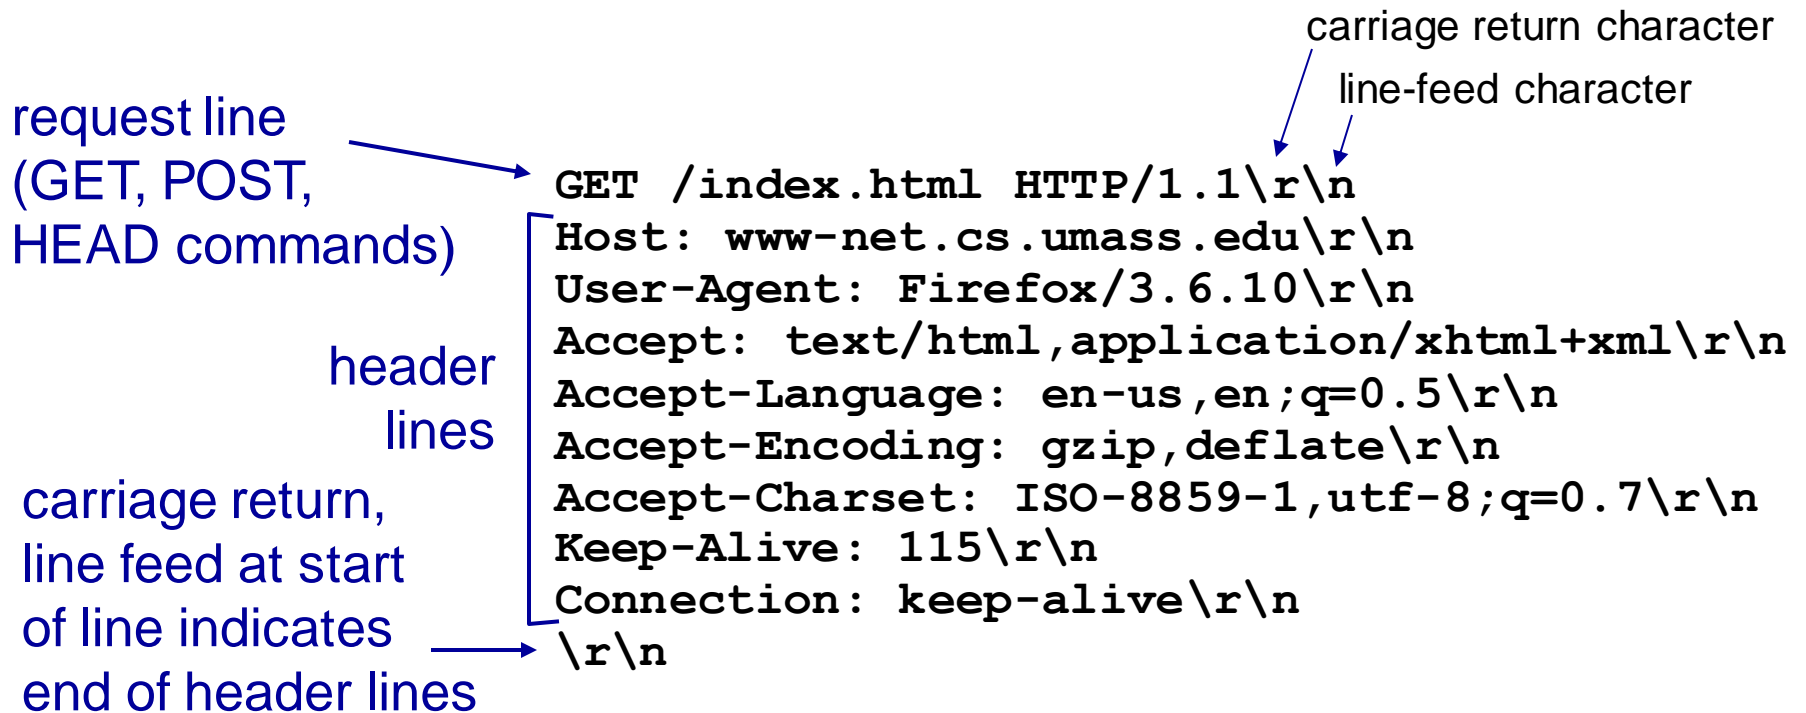 carriage return character
line-feed character
request line
(GET, POST,
HEAD commands)
GET /index.html HTTP/1.1\r\n
Host: www-net.cs.umass.edu\r\n
User-Agent: Firefox/3.6.10\r\n
Accept: text/html,application/xhtml+xml\r\n
Accept-Language: en-us,en;q=0.5\r\n
Accept-Encoding: gzip,deflate\r\n
Accept-Charset: ISO-8859-1,utf-8;q=0.7\r\n
Keep-Alive: 115\r\n
Connection: keep-alive\r\n
\r\n
header
lines
carriage return,
line feed at start
of line indicates
end of header lines